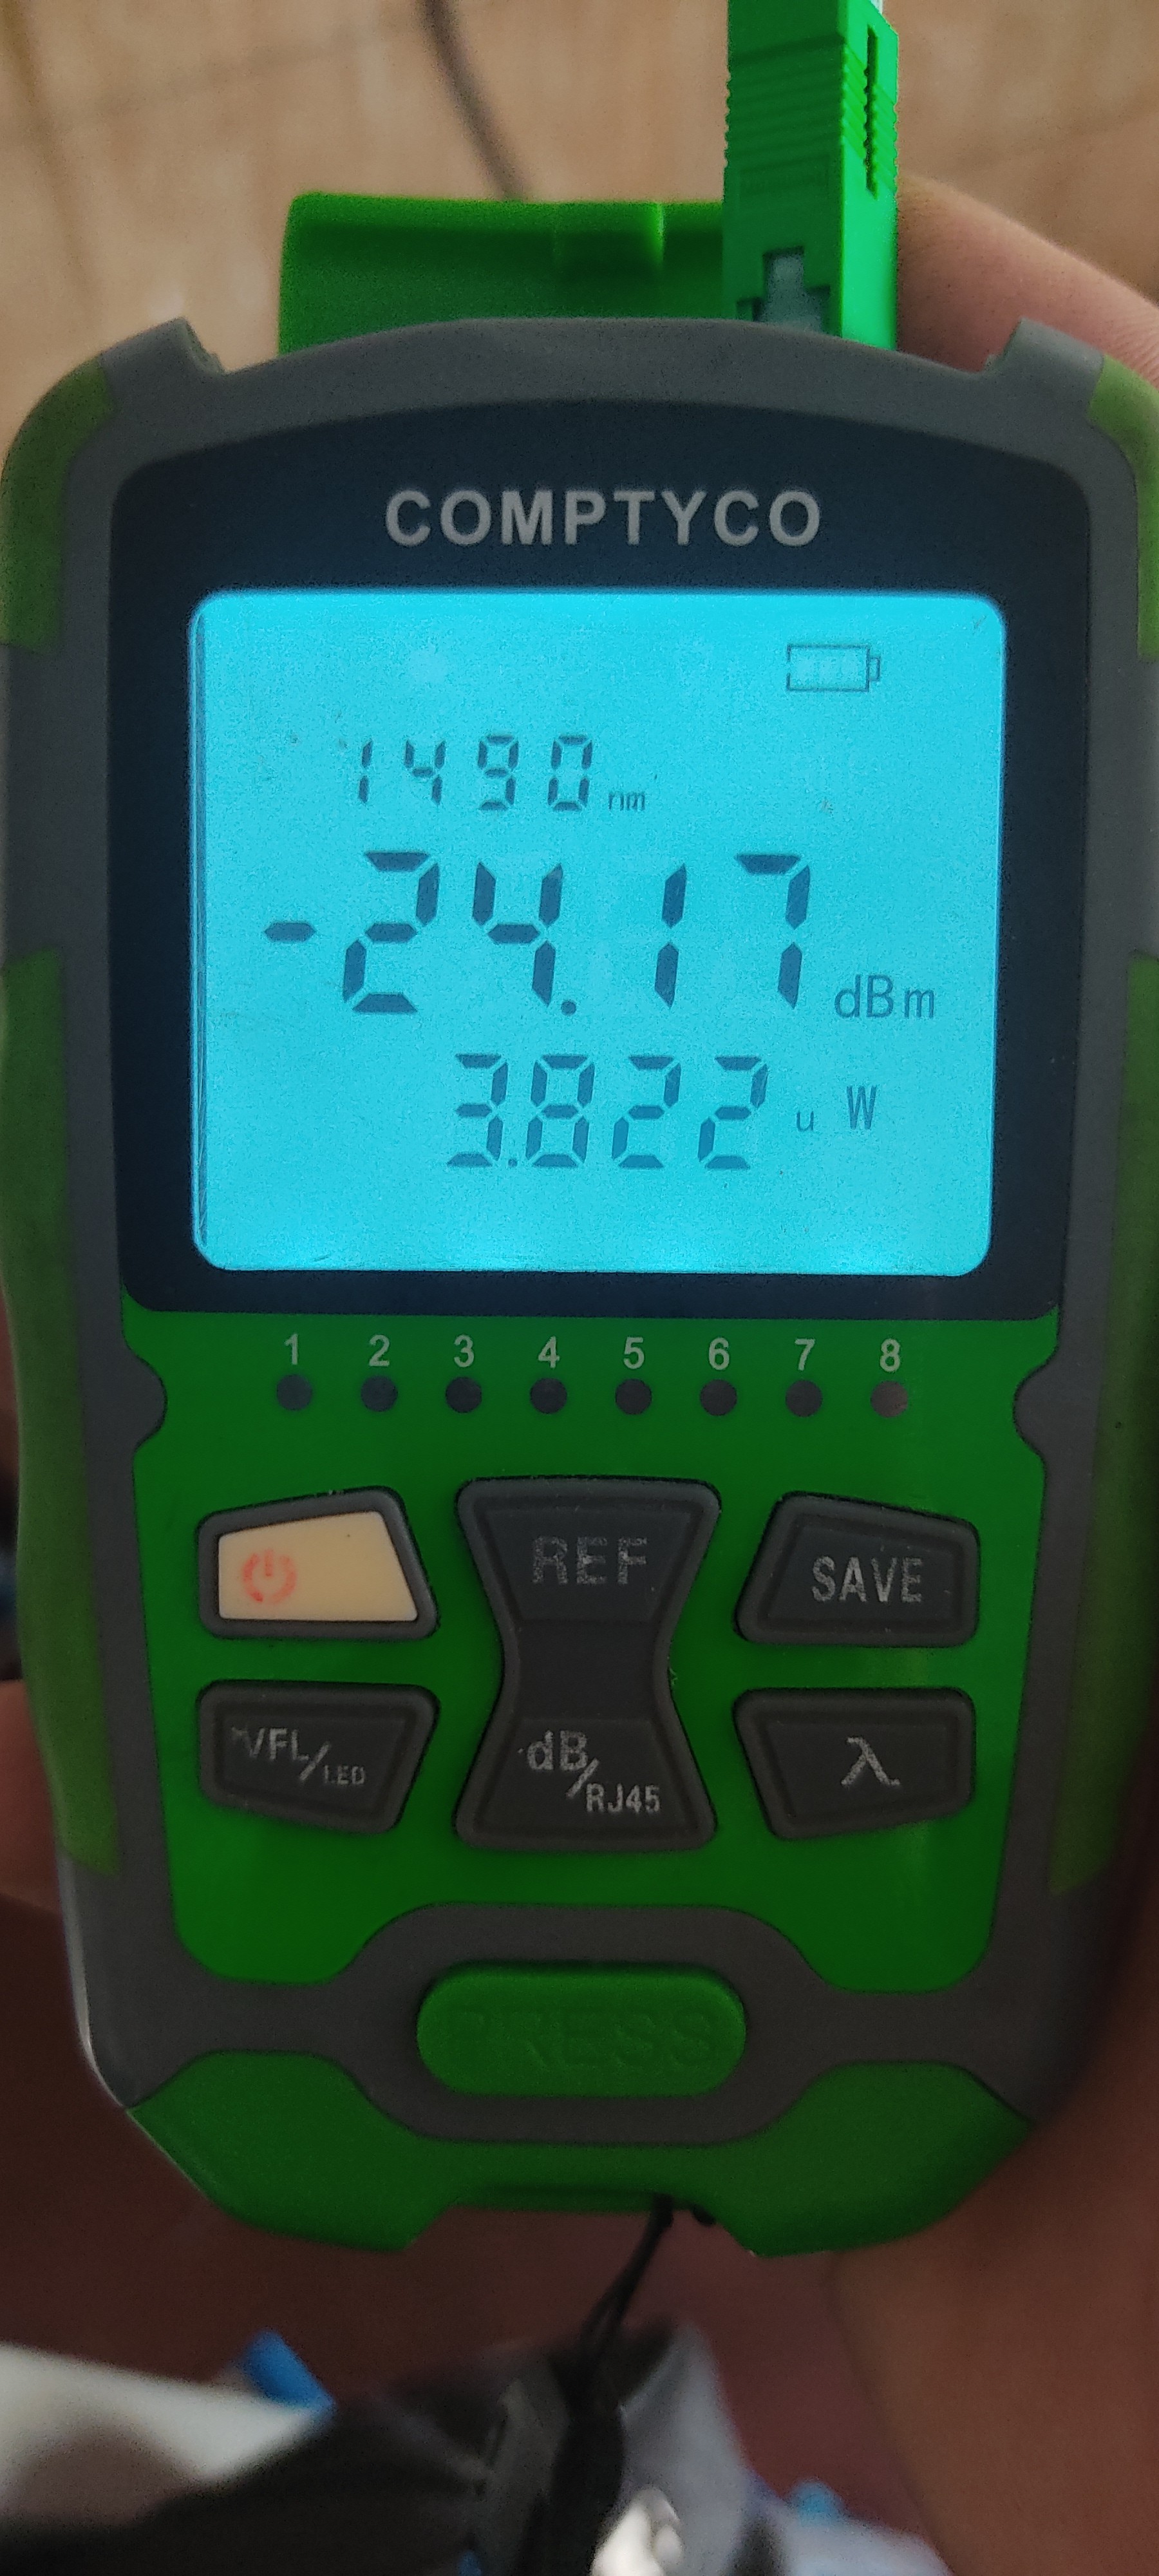 COMPTYCO
1490 nm
-24.17 dBm
3.822 u W
1 2 3 4 5 6 7 8
REF
SAVE
VFL/LED
dB/RJ45
λ
PRESS